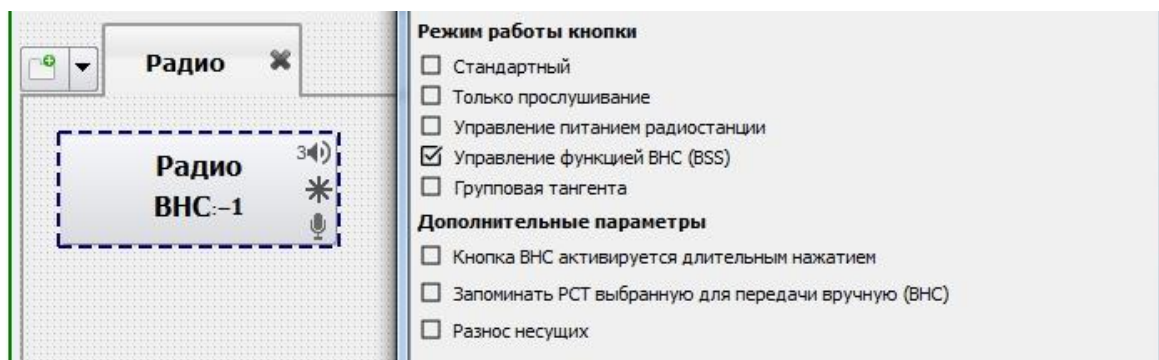 Радио
Радио
3
ВНС:-1
Режим работы кнопки
Стандартный
Только прослушивание
Управление питанием радиостанции
Управление функцией ВНС (BSS)
Групповая тангента
Дополнительные параметры
Кнопка ВНС активируется длительным нажатием
Запоминать РСТ выбранную для передачи вручную (ВНС)
Разнос несущих